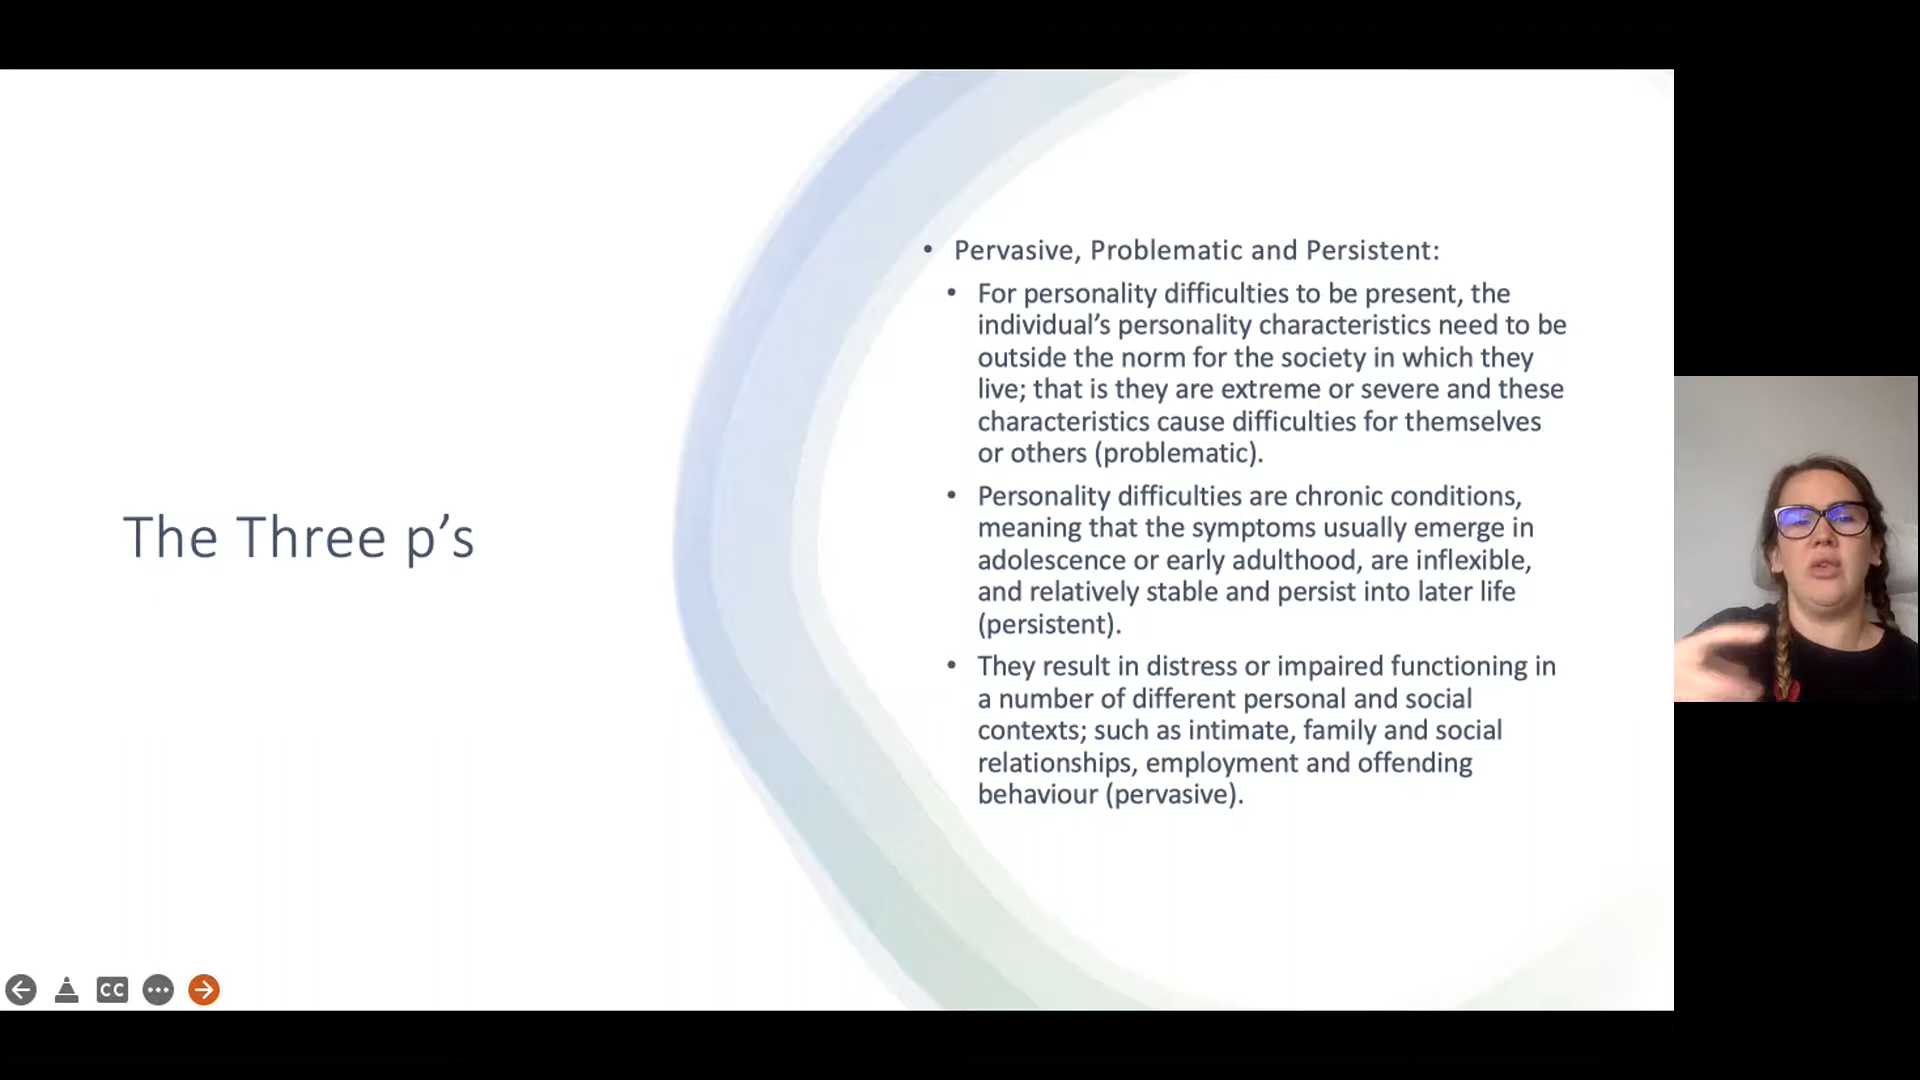 The Three p’s
• Pervasive, Problematic and Persistent:
• For personality difficulties to be present, the
individual’s personality characteristics need to be
outside the norm for the society in which they
live; that is they are extreme or severe and these
characteristics cause difficulties for themselves
or others (problematic).
• Personality difficulties are chronic conditions,
meaning that the symptoms usually emerge in
adolescence or early adulthood, are inflexible,
and relatively stable and persist into later life
(persistent).
• They result in distress or impaired functioning in
a number of different personal and social
contexts; such as intimate, family and social
relationships, employment and offending
behaviour (pervasive).
CC